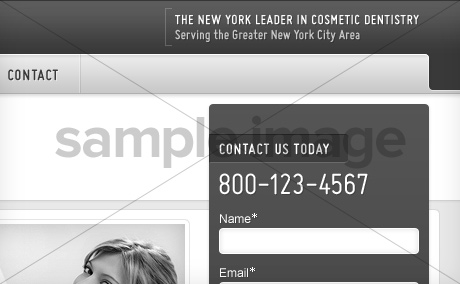 THE NEW YORK LEADER IN COSMETIC DENTISTRY
Serving the Greater New York City Area
CONTACT
sample image
CONTACT US TODAY
800-123-4567
Name*
Email*